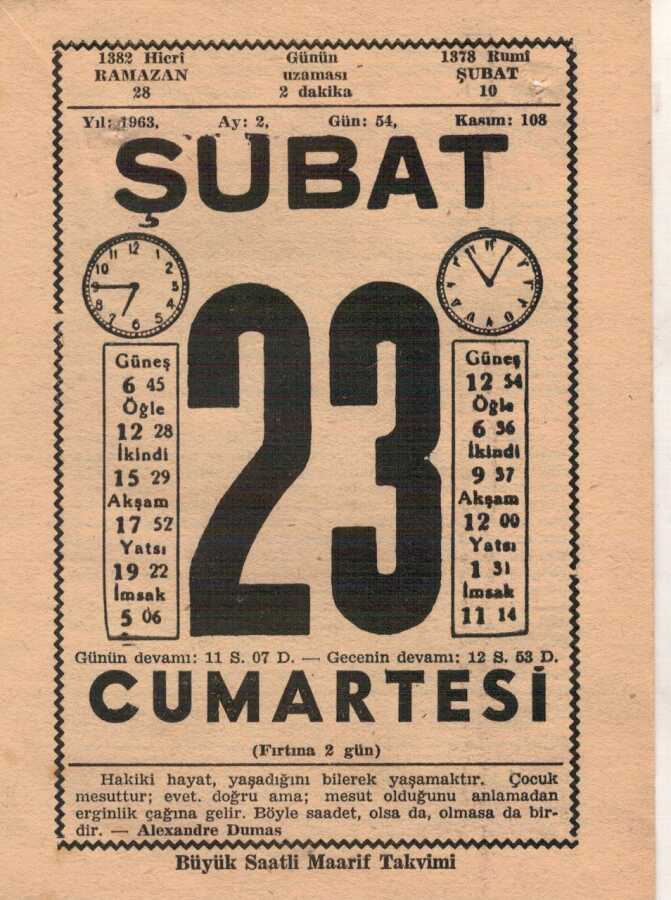 1382 Hicrî Günün 1378 Rumî
RAMAZAN uzaması ŞUBAT
28 2 dakika 10
Yıl: 1963, Ay: 2, Gün: 54, Kasım: 108
ŞUBAT
23
Güneş
6 45
Öğle
12 28
İkindi
15 29
Akşam
17 52
Yatsı
19 22
İmsak
5 06
Güneş
12 54
Öğle
6 36
İkindi
9 37
Akşam
12 00
Yatsı
1 31
İmsak
11 14
Günün devamı: 11 S. 07 D. — Gecenin devamı: 12 S. 53 D.
CUMARTESİ
(Fırtına 2 gün)
Hakiki hayat, yaşadığını bilerek yaşamaktır. Çocuk
mesuttur; evet. doğru ama; mesut olduğunu anlamadan
erginlik çağına gelir. Böyle saadet, olsa da, olmasa da bir-
dir. — Alexandre Dumas
Büyük Saatli Maarif Takvimi